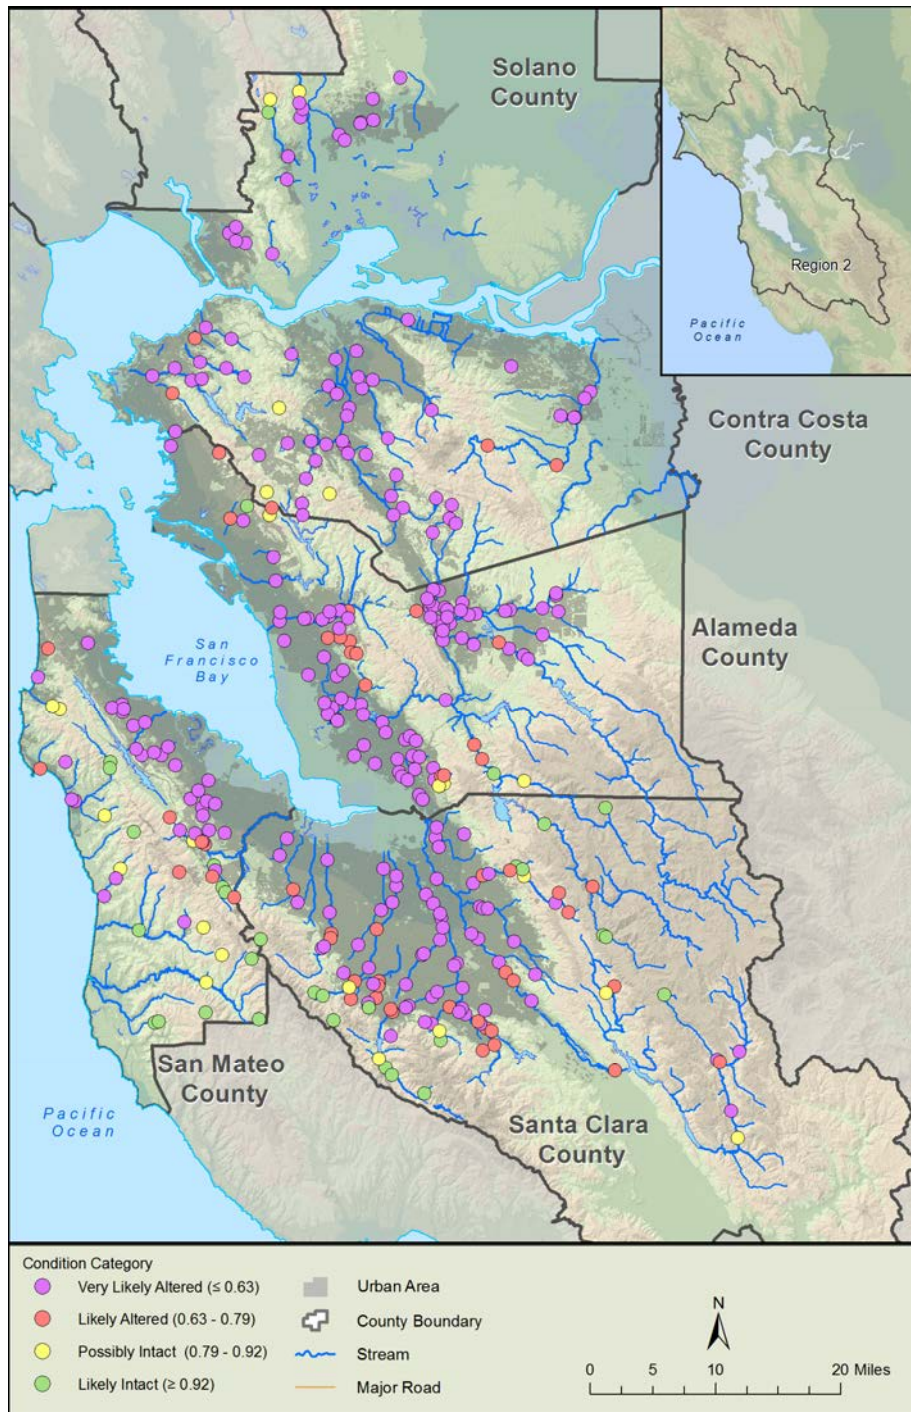 Solano
County
Region 2
Pacific
Ocean
Contra Costa
County
Alameda
County
San
Francisco
Bay
San Mateo
County
Pacific
Ocean
Santa Clara
County
Condition Category
Very Likely Altered (≤ 0.63)
Likely Altered (0.63 - 0.79)
Possibly Intact (0.79 - 0.92)
Likely Intact (≥ 0.92)
Urban Area
County Boundary
Stream
Major Road
N
0 5 10 20 Miles